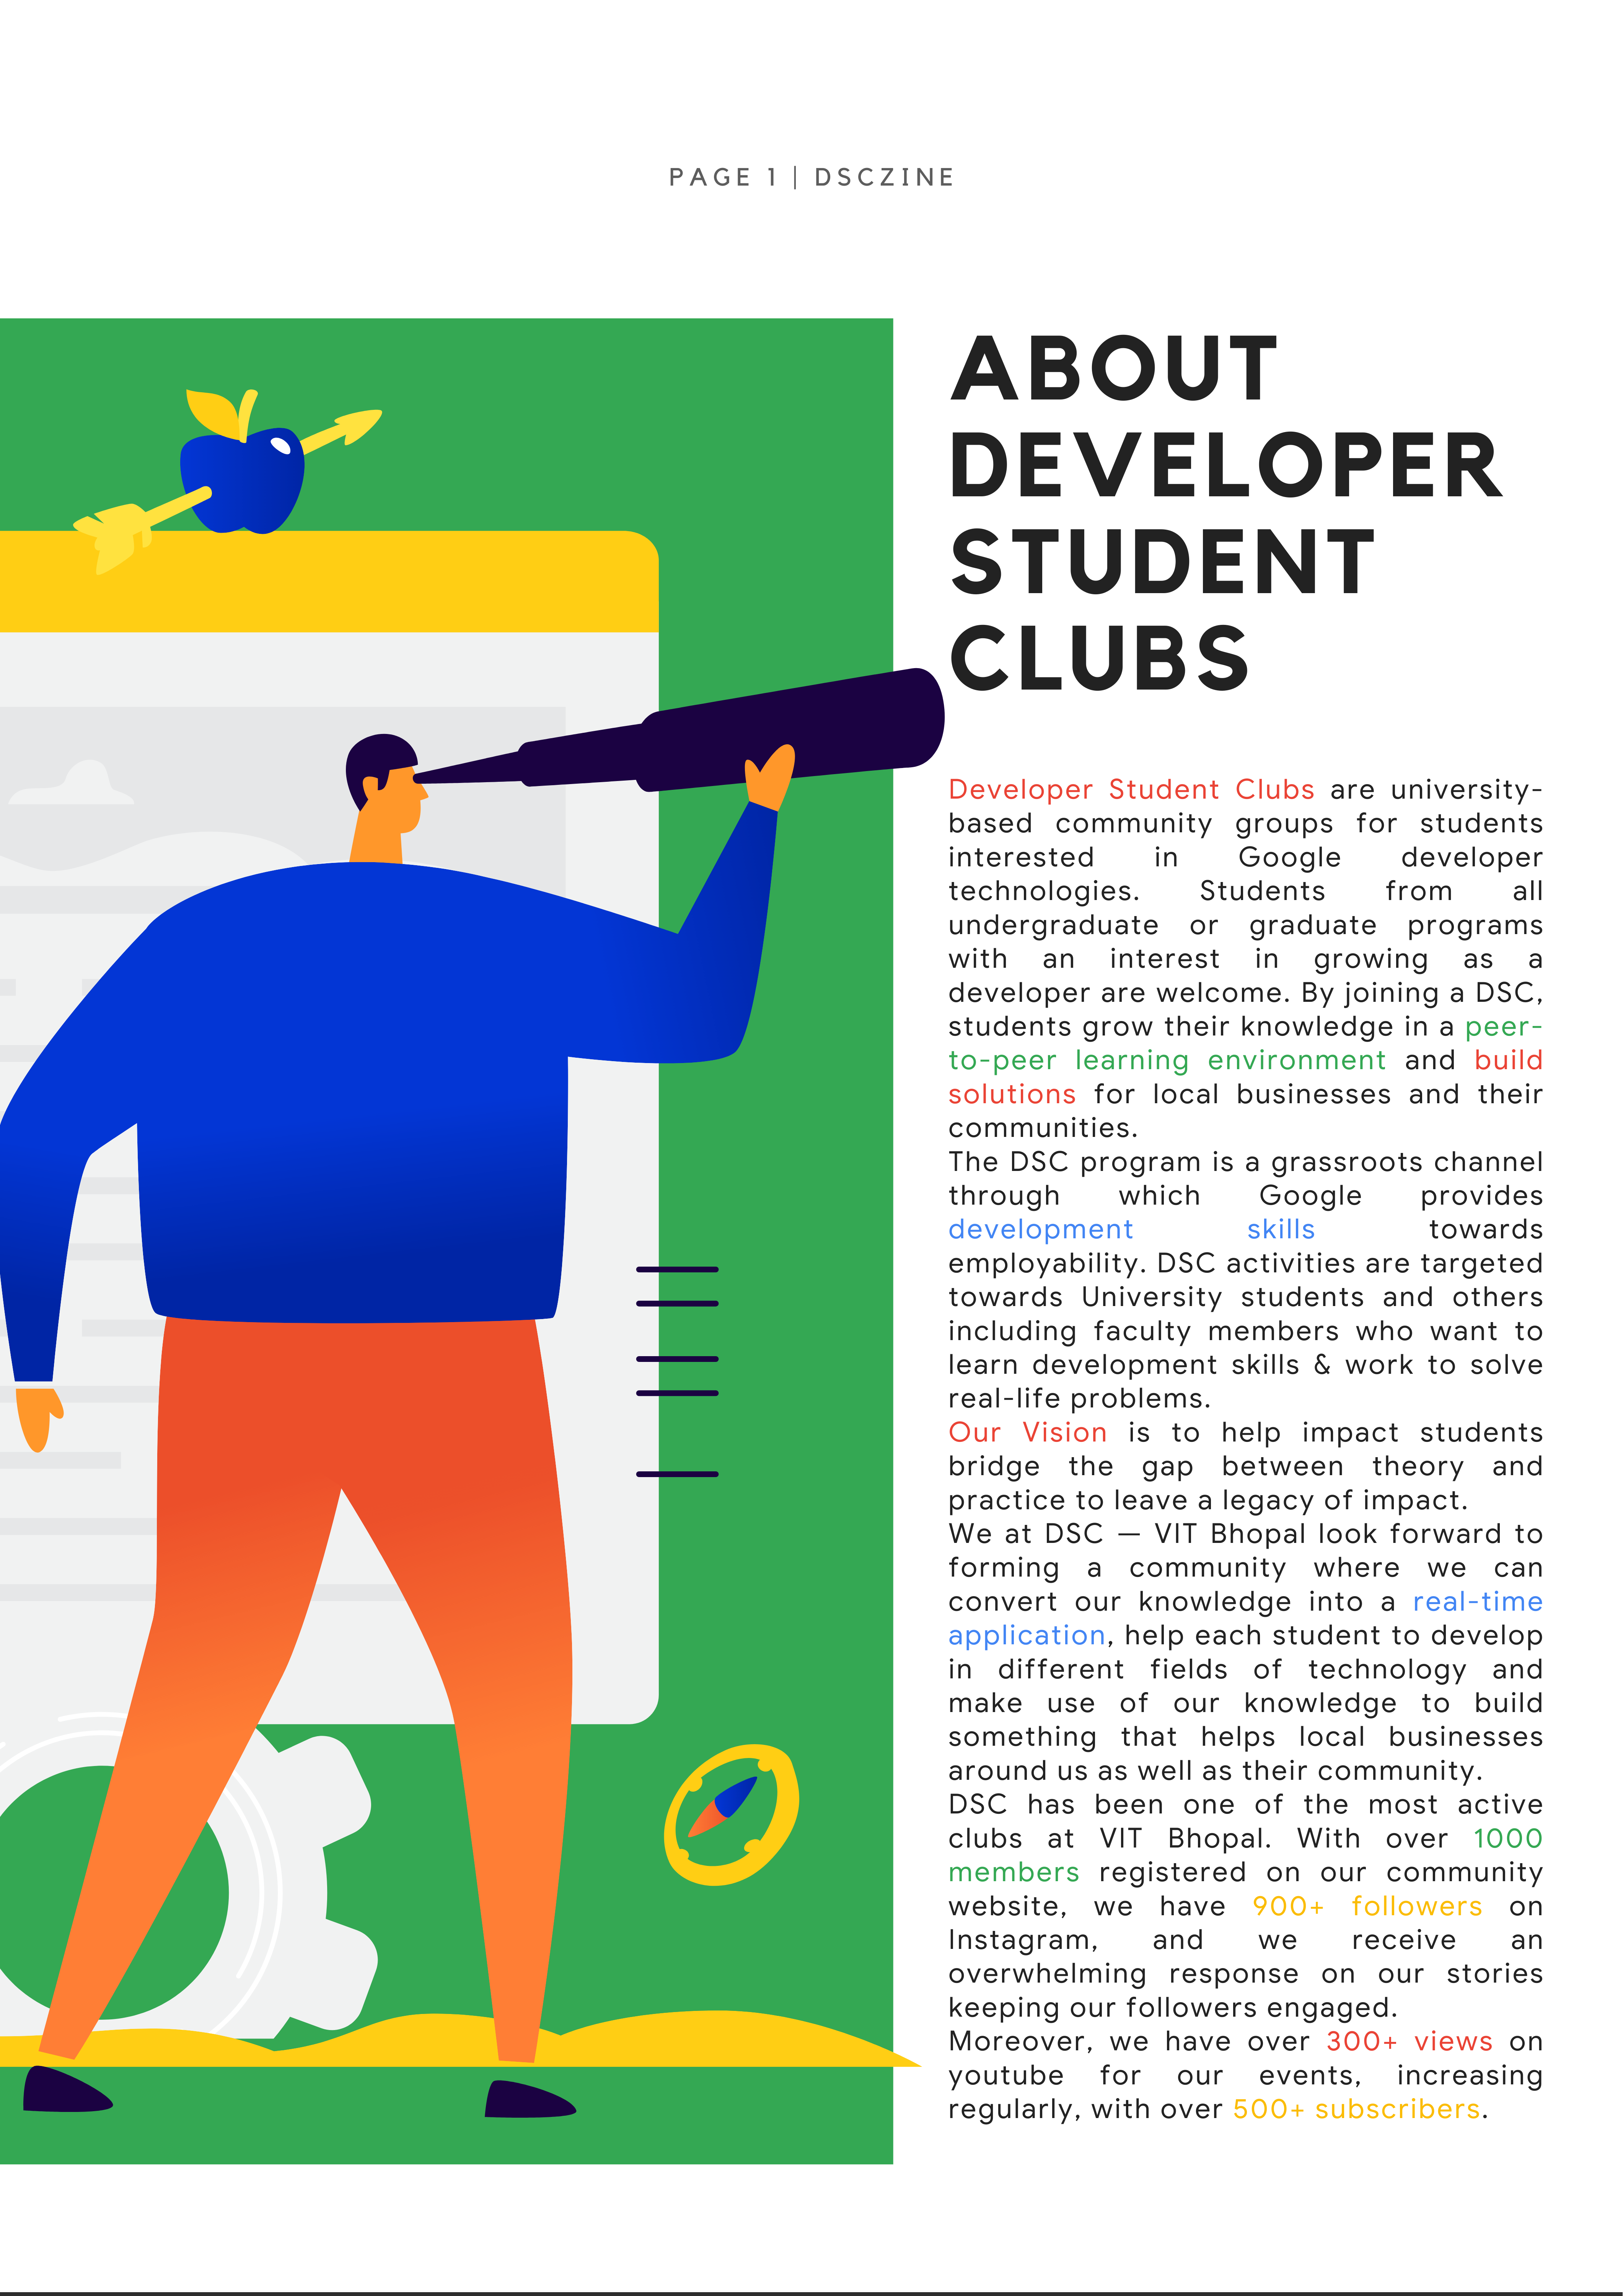 PAGE 1 | DSCZINE
ABOUT
DEVELOPER
STUDENT
CLUBS
Developer Student Clubs are university-
based community groups for students
interested in Google developer
technologies. Students from all
undergraduate or graduate programs
with an interest in growing as a
developer are welcome. By joining a DSC,
students grow their knowledge in a peer-
to-peer learning environment and build
solutions for local businesses and their
communities.
The DSC program is a grassroots channel
through which Google provides
development skills towards
employability. DSC activities are targeted
towards University students and others
including faculty members who want to
learn development skills & work to solve
real-life problems.
Our Vision is to help impact students
bridge the gap between theory and
practice to leave a legacy of impact.
We at DSC — VIT Bhopal look forward to
forming a community where we can
convert our knowledge into a real-time
application, help each student to develop
in different fields of technology and
make use of our knowledge to build
something that helps local businesses
around us as well as their community.
DSC has been one of the most active
clubs at VIT Bhopal. With over 1000
members registered on our community
website, we have 900+ followers on
Instagram, and we receive an
overwhelming response on our stories
keeping our followers engaged.
Moreover, we have over 300+ views on
youtube for our events, increasing
regularly, with over 500+ subscribers.